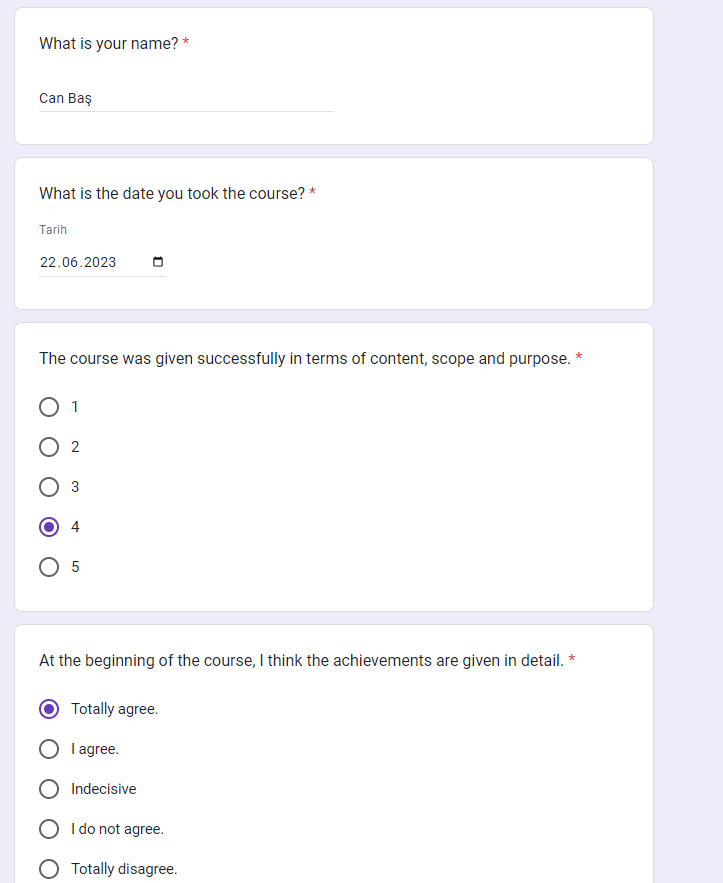 What is your name? *
Can Baş
What is the date you took the course? *
Tarih
22.06.2023
The course was given successfully in terms of content, scope and purpose. *
1
2
3
4
5
At the beginning of the course, I think the achievements are given in detail. *
Totally agree.
I agree.
Indecisive
I do not agree.
Totally disagree.